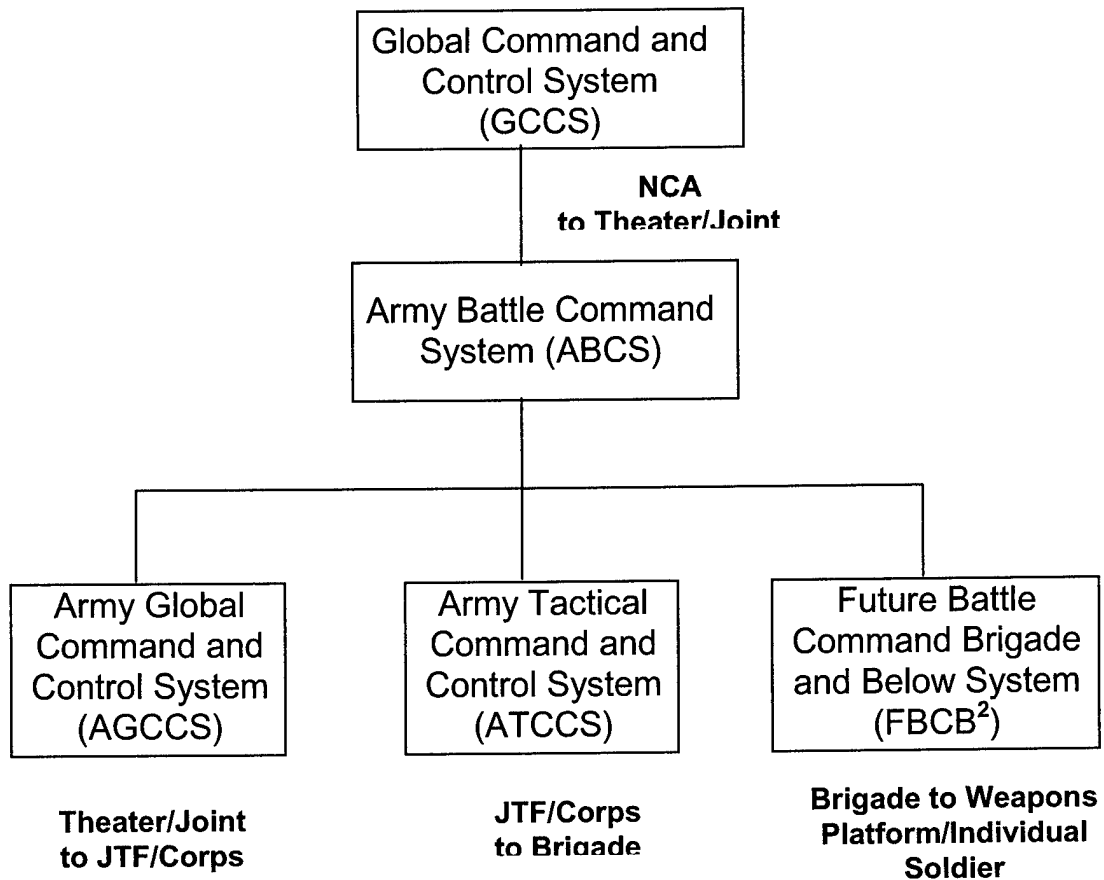 Global Command and
Control System
(GCCS)
NCA
to Theater/Joint
Army Battle Command
System (ABCS)
Army Global
Command and
Control System
(AGCCS)
Army Tactical
Command and
Control System
(ATCCS)
Future Battle
Command Brigade
and Below System
(FBCB²)
Theater/Joint
to JTF/Corps
JTF/Corps
to Brigade
Brigade to Weapons
Platform/Individual
Soldier